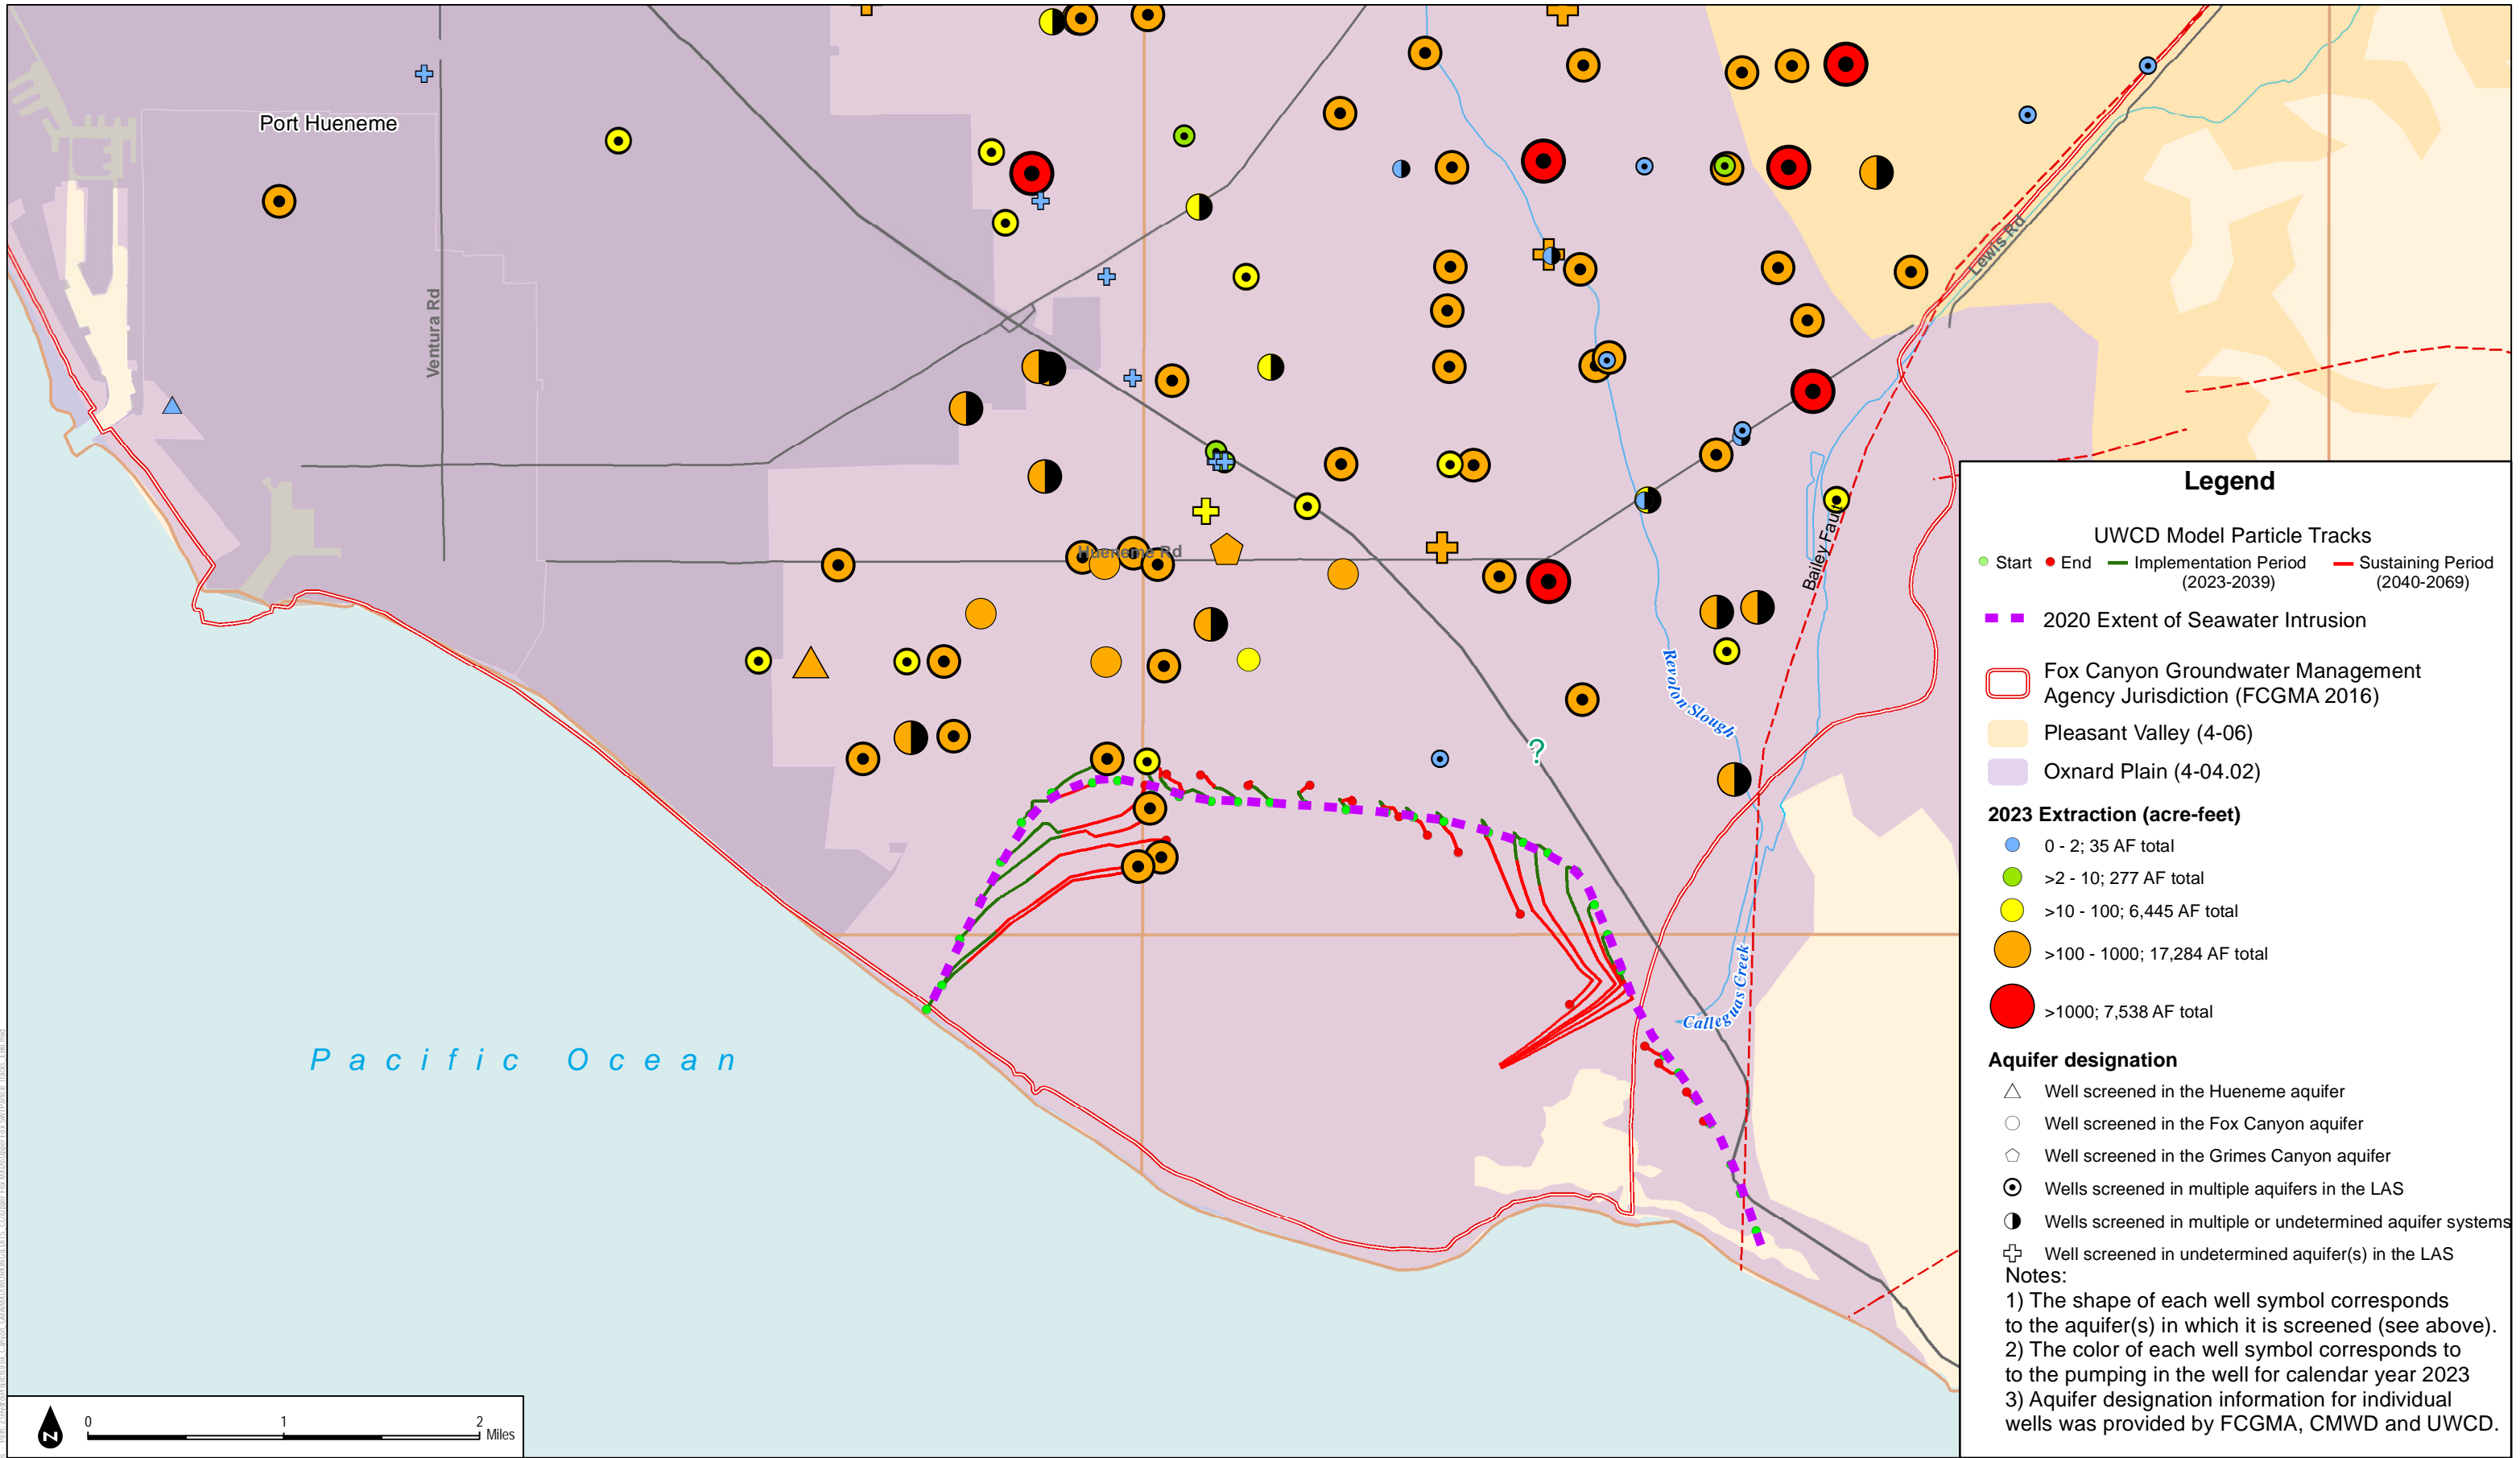 Port Hueneme
Ventura Rd
Lewis Rd
Hueneme Rd
Bailey Fault
Revolon Slough
?
Calleguas Creek
Pacific Ocean
0 1 2
Miles
N
Legend
UWCD Model Particle Tracks
Start End Implementation Period Sustaining Period
(2023-2039) (2040-2069)
2020 Extent of Seawater Intrusion
Fox Canyon Groundwater Management
Agency Jurisdiction (FCGMA 2016)
Pleasant Valley (4-06)
Oxnard Plain (4-04.02)
2023 Extraction (acre-feet)
0 - 2; 35 AF total
>2 - 10; 277 AF total
>10 - 100; 6,445 AF total
>100 - 1000; 17,284 AF total
>1000; 7,538 AF total
Aquifer designation
Well screened in the Hueneme aquifer
Well screened in the Fox Canyon aquifer
Well screened in the Grimes Canyon aquifer
Wells screened in multiple aquifers in the LAS
Wells screened in multiple or undetermined aquifer systems
Well screened in undetermined aquifer(s) in the LAS
Notes:
1) The shape of each well symbol corresponds
to the aquifer(s) in which it is screened (see above).
2) The color of each well symbol corresponds to
to the pumping in the well for calendar year 2023
3) Aquifer designation information for individual
wells was provided by FCGMA, CMWD and UWCD.